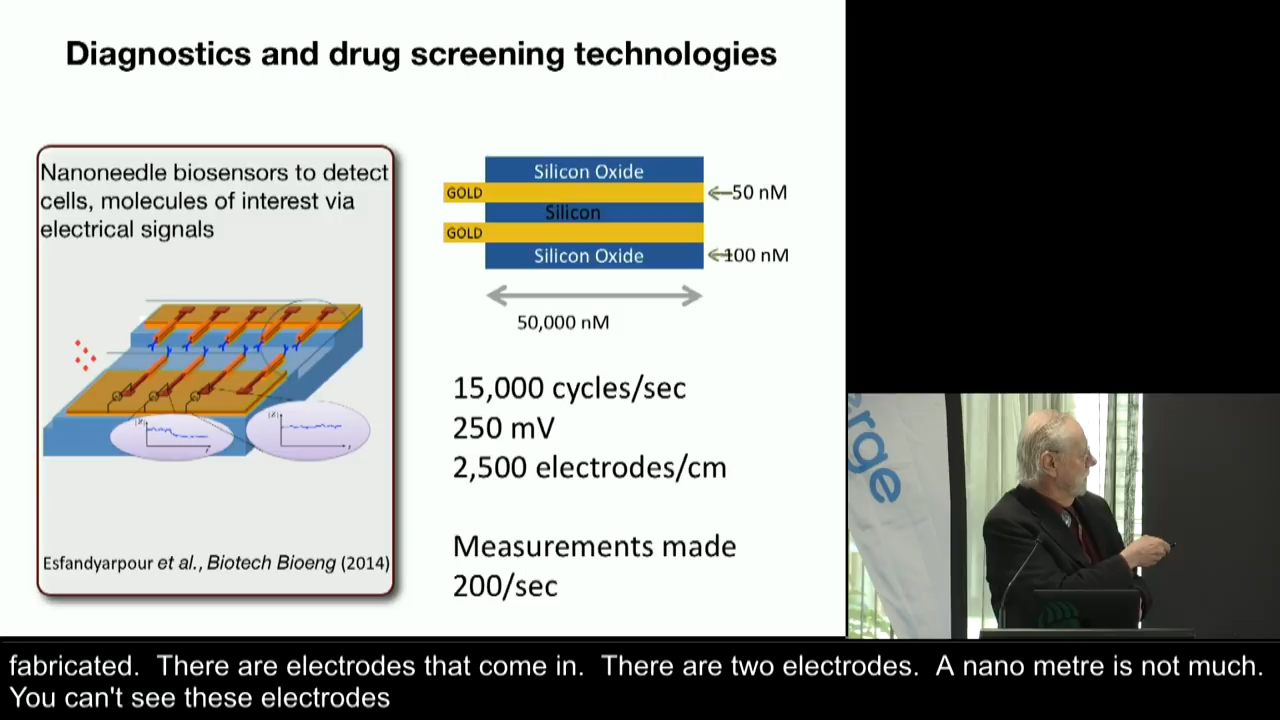 Diagnostics and drug screening technologies
Nanoneedle biosensors to detect
cells, molecules of interest via
electrical signals
Esfandyarpour et al., Biotech Bioeng (2014)
Silicon Oxide
GOLD
50 nM
Silicon
GOLD
Silicon Oxide
100 nM
50,000 nM
15,000 cycles/sec
250 mV
2,500 electrodes/cm
Measurements made
200/sec
erge
fabricated. There are electrodes that come in. There are two electrodes. A nano metre is not much.
You can't see these electrodes